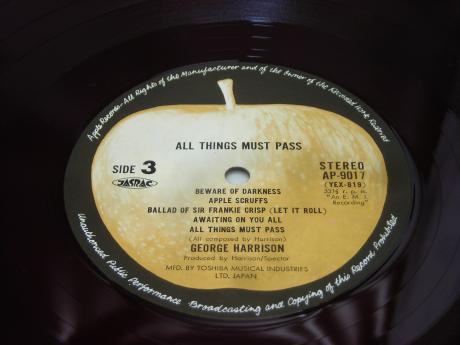 Apple Records-All Rights of the Manufacturer and of the Owner of the Recorded Work Reserved
ALL THINGS MUST PASS
SIDE 3
JASRAC
STEREO
AP-9017
(YEX-819)
33⅓ r. p. m.
"An E. M. I.
Recording"
BEWARE OF DARKNESS
APPLE SCRUFFS
BALLAD OF SIR FRANKIE CRISP (LET IT ROLL)
AWAITING ON YOU ALL
ALL THINGS MUST PASS
(All composed by Harrison)
GEORGE HARRISON
Produced by Harrison/Spector
MFD. BY TOSHIBA MUSICAL INDUSTRIES
LTD. JAPAN
Unauthorised Public Performance Broadcasting and Copying of this Record Prohibited